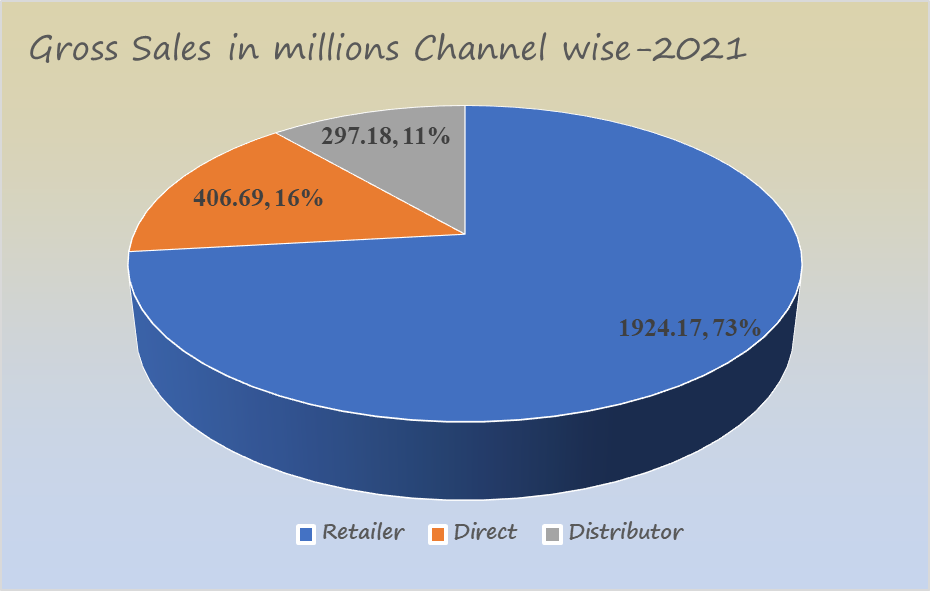 Gross Sales in millions Channel wise-2021
297.18, 11%
406.69, 16%
1924.17, 73%
Retailer Direct Distributor